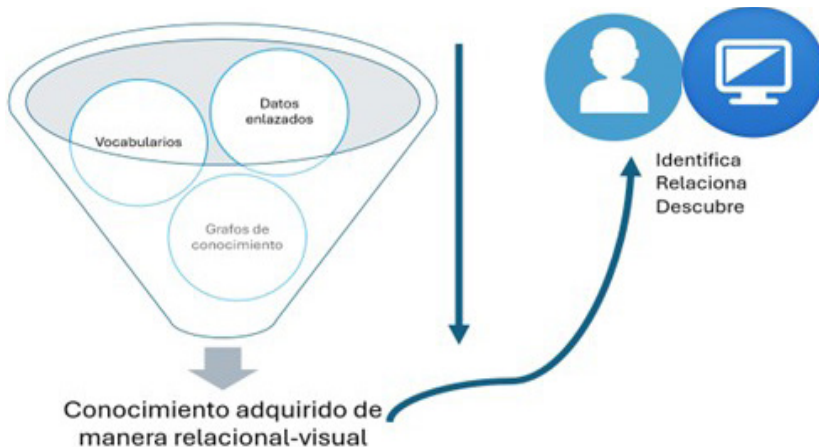 Datos
enlazados
Vocabularios
Grafos de
conocimiento
Conocimiento adquirido de
manera relacional-visual
Identifica
Relaciona
Descubre